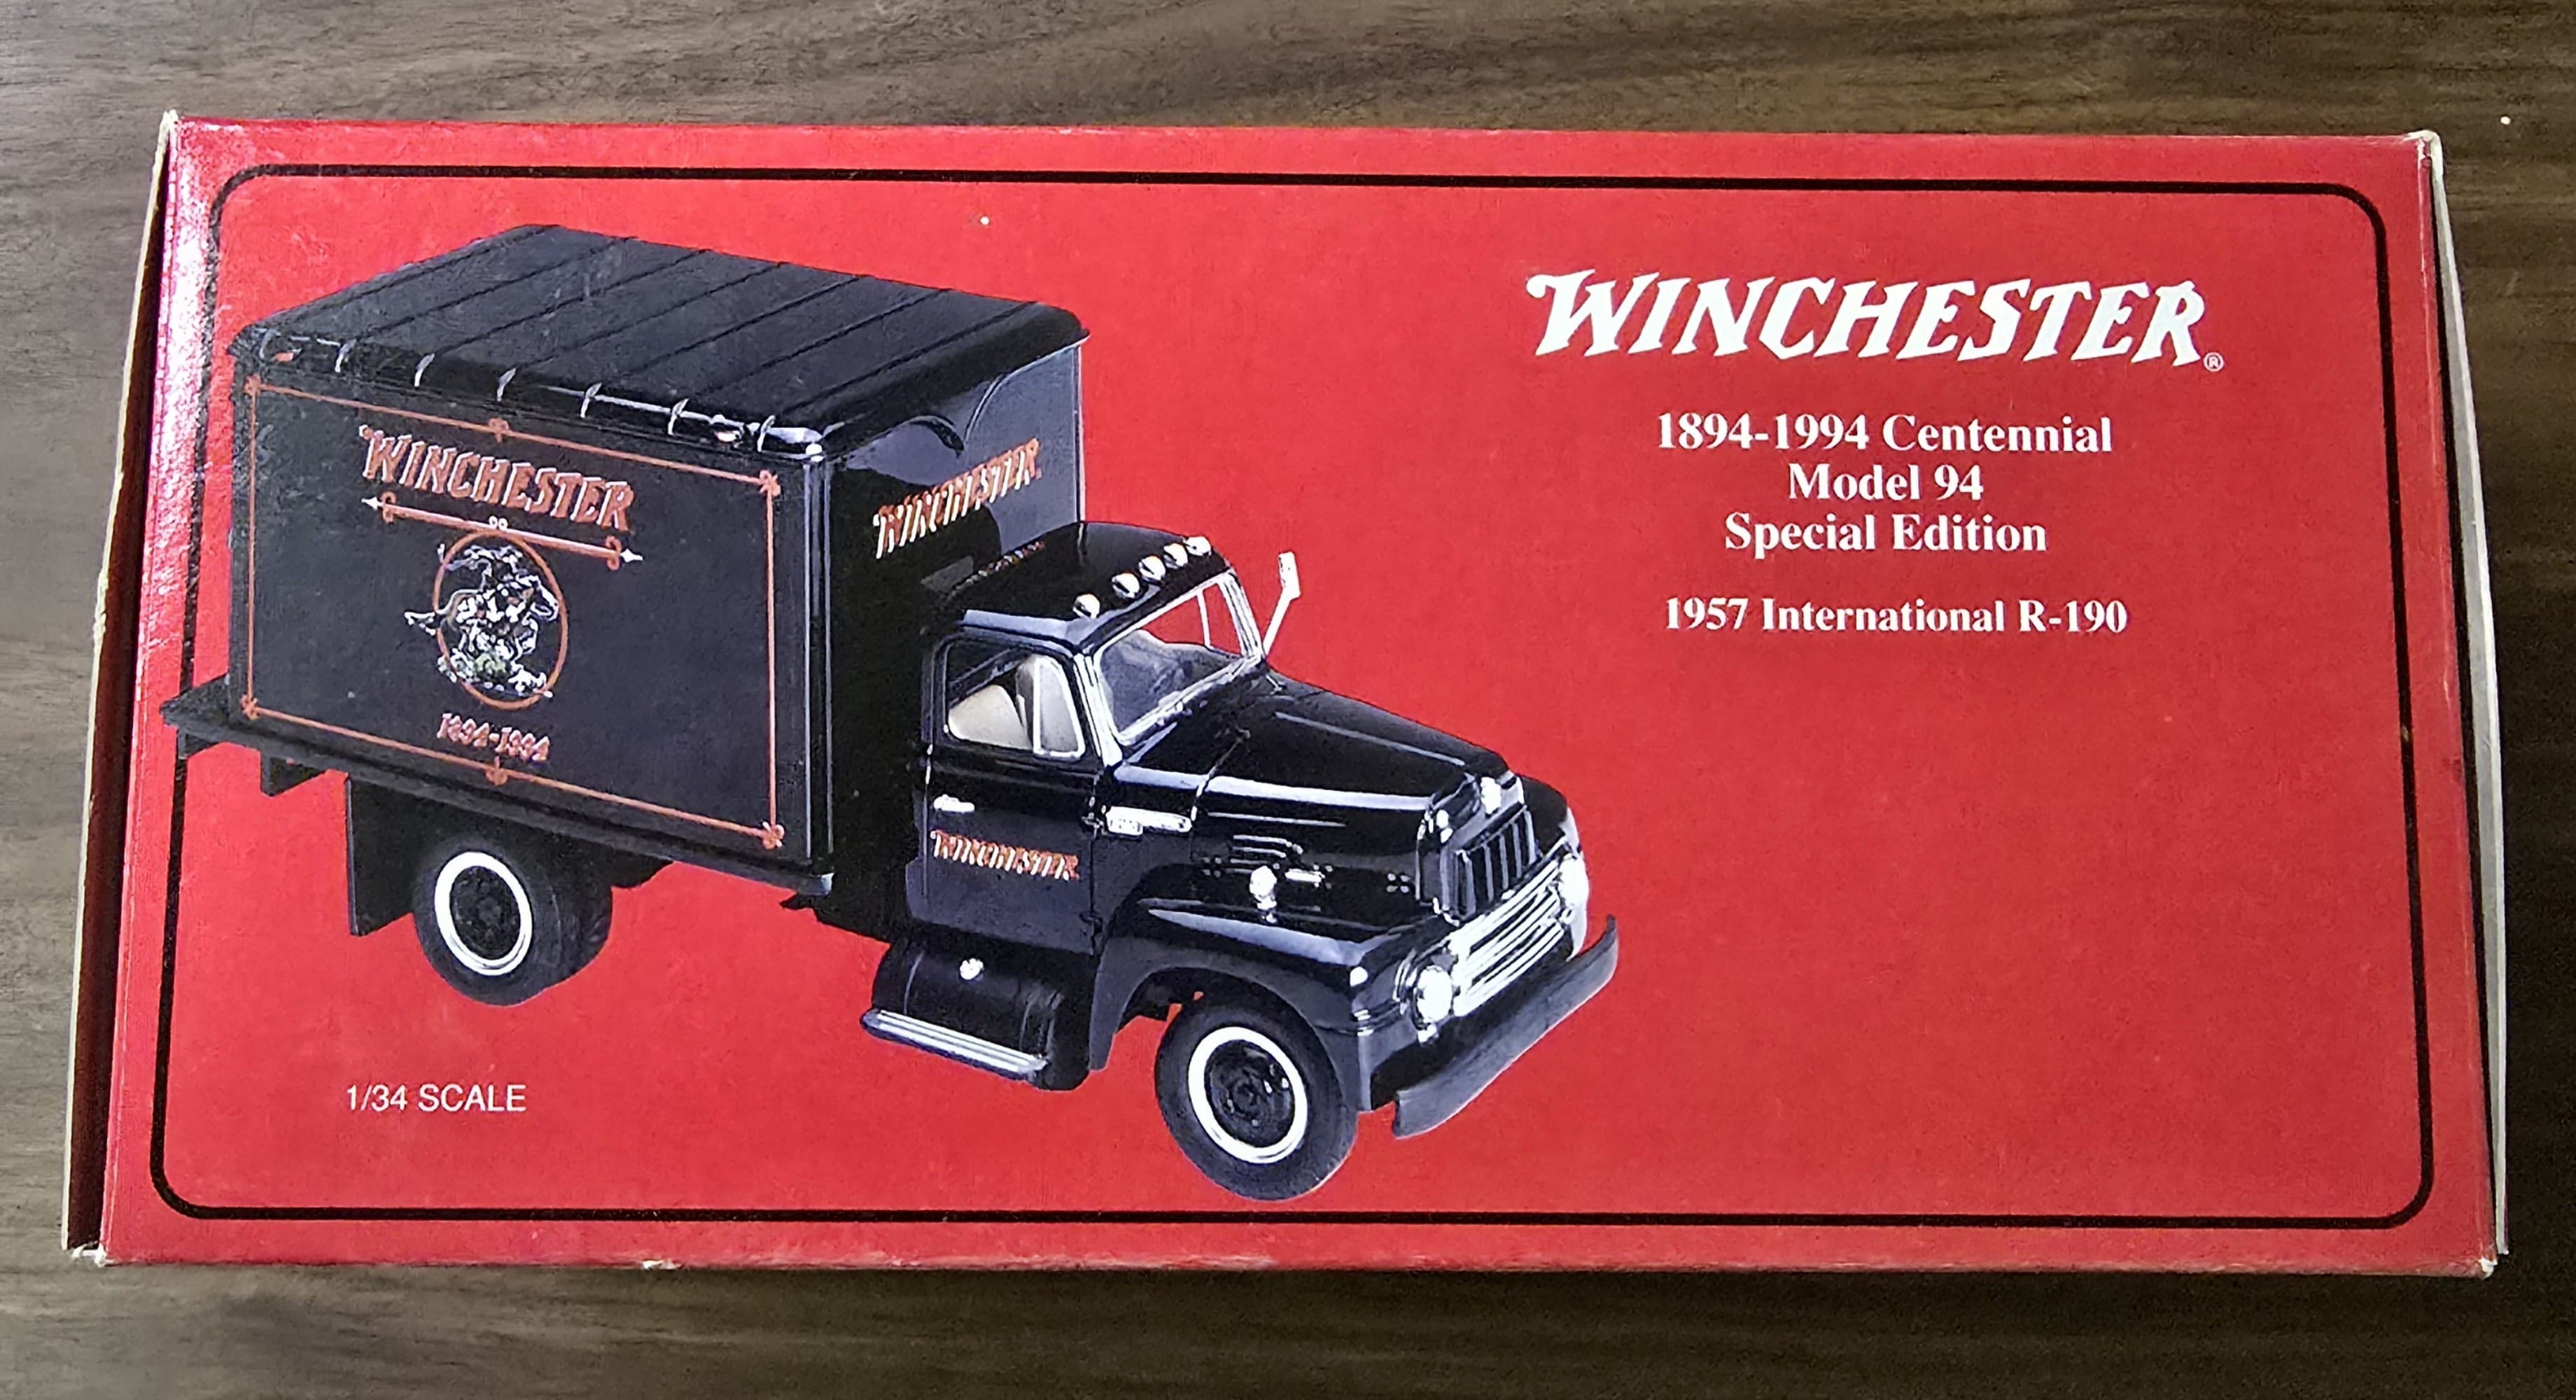 WINCHESTER®
1894-1994 Centennial
Model 94
Special Edition
1957 International R-190
WINCHESTER
1894-1994
WINCHESTER
WINCHESTER
1/34 SCALE